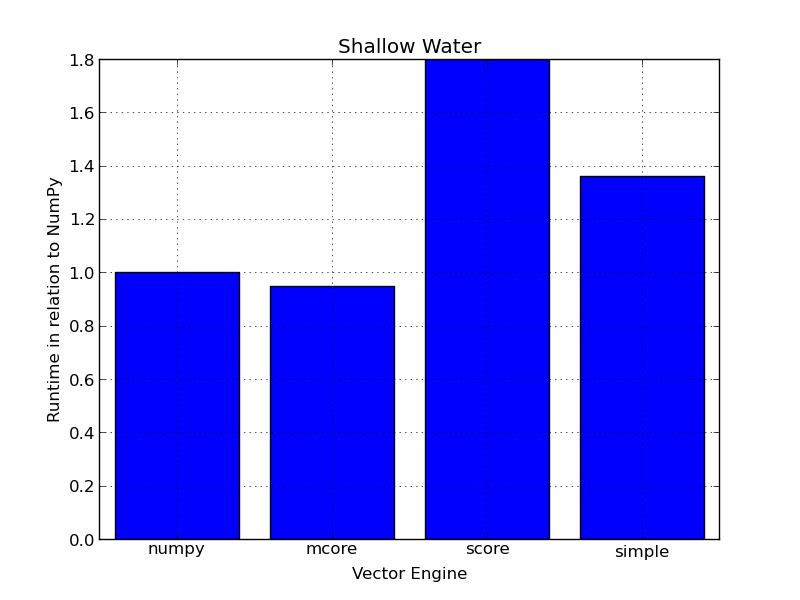 Shallow Water
Runtime in relation to NumPy
1.8
1.6
1.4
1.2
1.0
0.8
0.6
0.4
0.2
0.0
numpy mcore score simple
Vector Engine